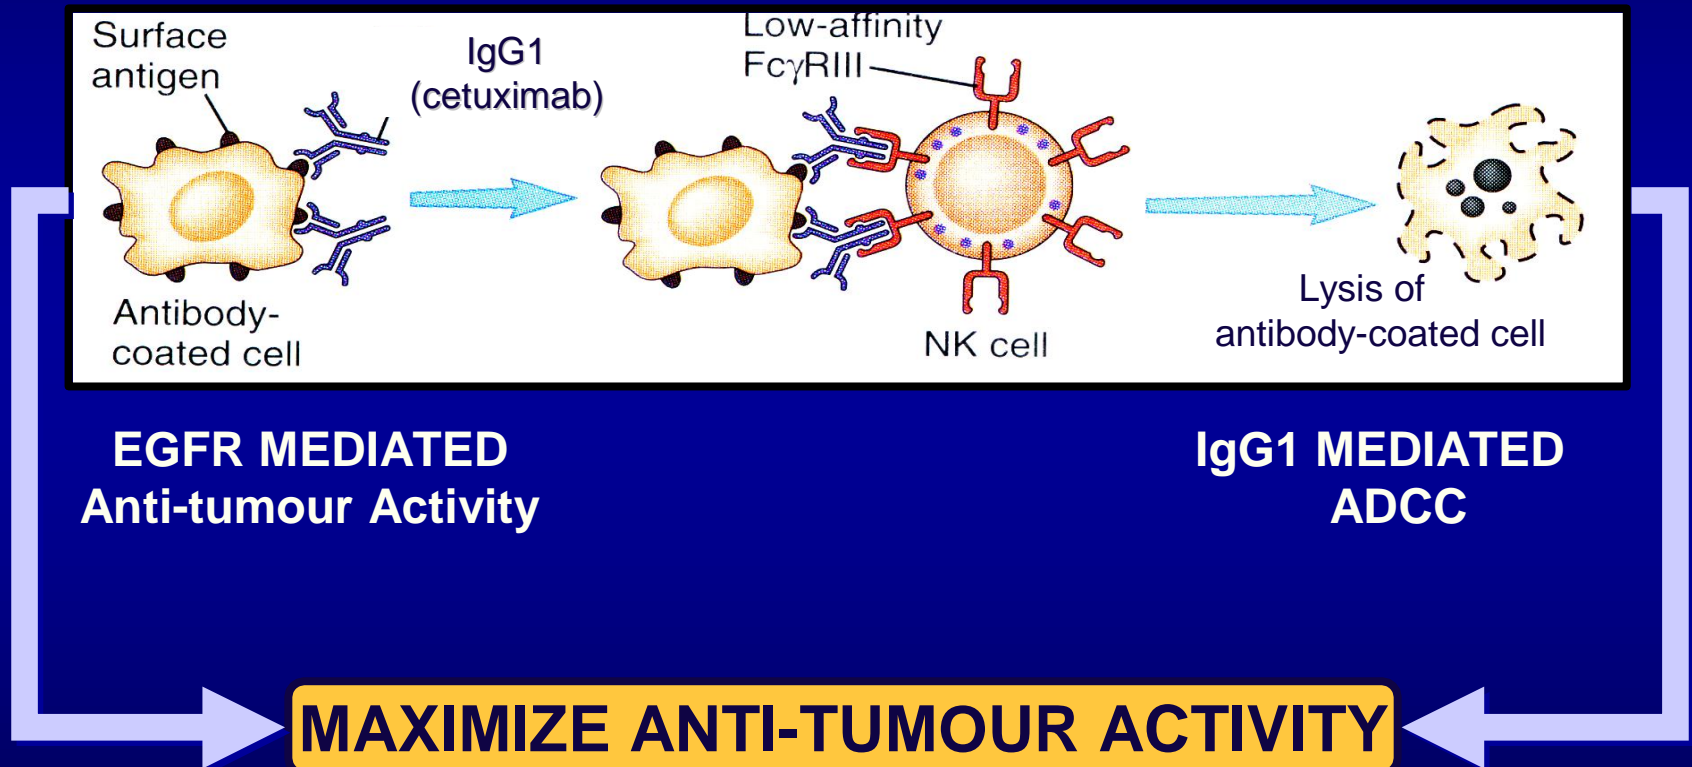 Surface
antigen
IgG1
(cetuximab)
Low-affinity
FcγRIII
Antibody-
coated cell
NK cell
Lysis of
antibody-coated cell
EGFR MEDIATED
Anti-tumour Activity
IgG1 MEDIATED
ADCC
MAXIMIZE ANTI-TUMOUR ACTIVITY